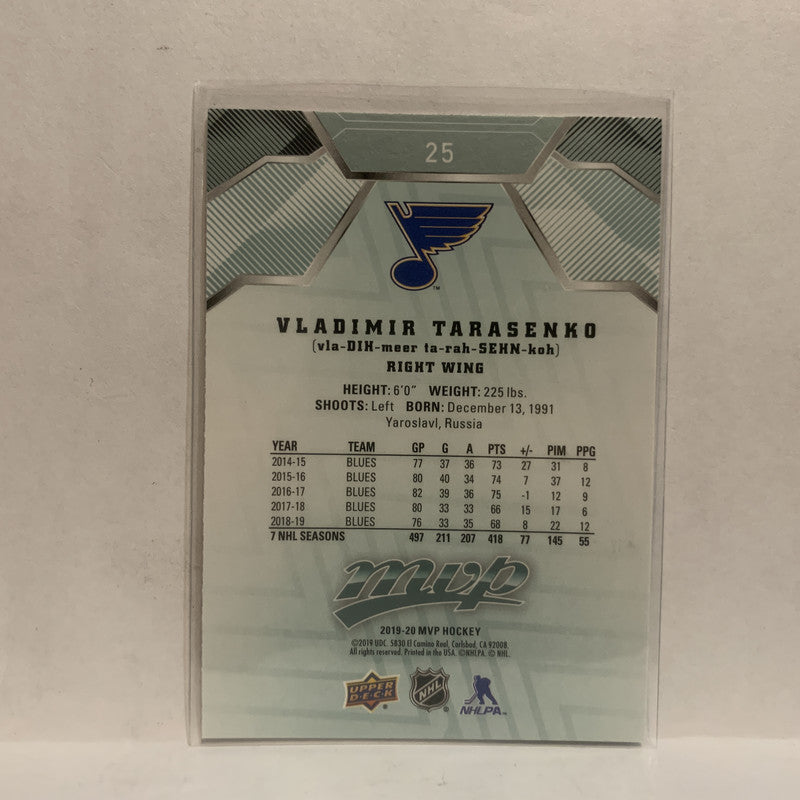 25
TM
VLADIMIR TARASENKO
(vla-DIH-meer ta-rah-SEHN-koh)
RIGHT WING
HEIGHT: 6'0" WEIGHT: 225 lbs.
SHOOTS: Left BORN: December 13, 1991
Yaroslavl, Russia
YEAR TEAM GP G A PTS +/- PIM PPG
2014-15 BLUES 77 37 36 73 27 31 8
2015-16 BLUES 80 40 34 74 7 37 12
2016-17 BLUES 82 39 36 75 -1 12 9
2017-18 BLUES 80 33 33 66 15 17 6
2018-19 BLUES 76 33 35 68 8 22 12
7 NHL SEASONS 497 211 207 418 77 145 55
mvp
2019-20 MVP HOCKEY
©2019 UDC. 5830 El Camino Real, Carlsbad, CA 92008.
All rights reserved. Printed in the USA. ©NHLPA. © NHL.
UPPER DECK NHL NHLPA